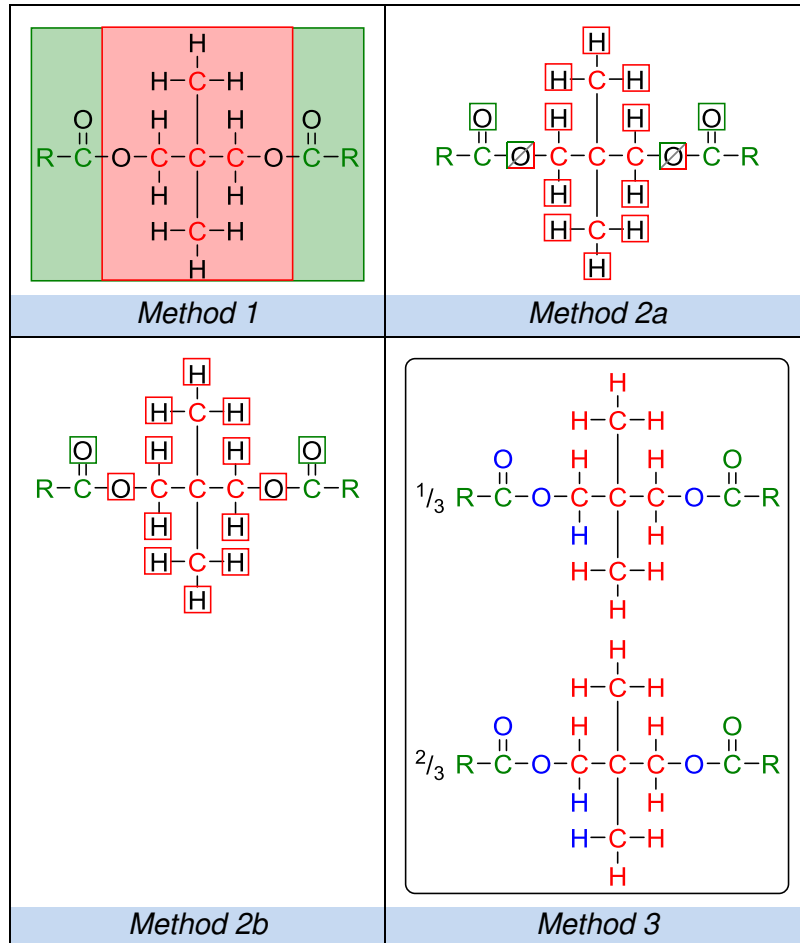 H
H–C–H
O H H O
R–C–O–C–C–C–O–C–R
H H
H–C–H
H
Method 1
H
H–C–H
O H H O
R–C–O–C–C–C–O–C–R
H H
H–C–H
H
Method 2a
H
H–C–H
O H H O
R–C–O–C–C–C–O–C–R
H H
H–C–H
H
Method 2b
H
H–C–H
O H H O
1/3 R–C–O–C–C–C–O–C–R
H H
H–C–H
H
H
H–C–H
O H H O
2/3 R–C–O–C–C–C–O–C–R
H H
H–C–H
H
Method 3